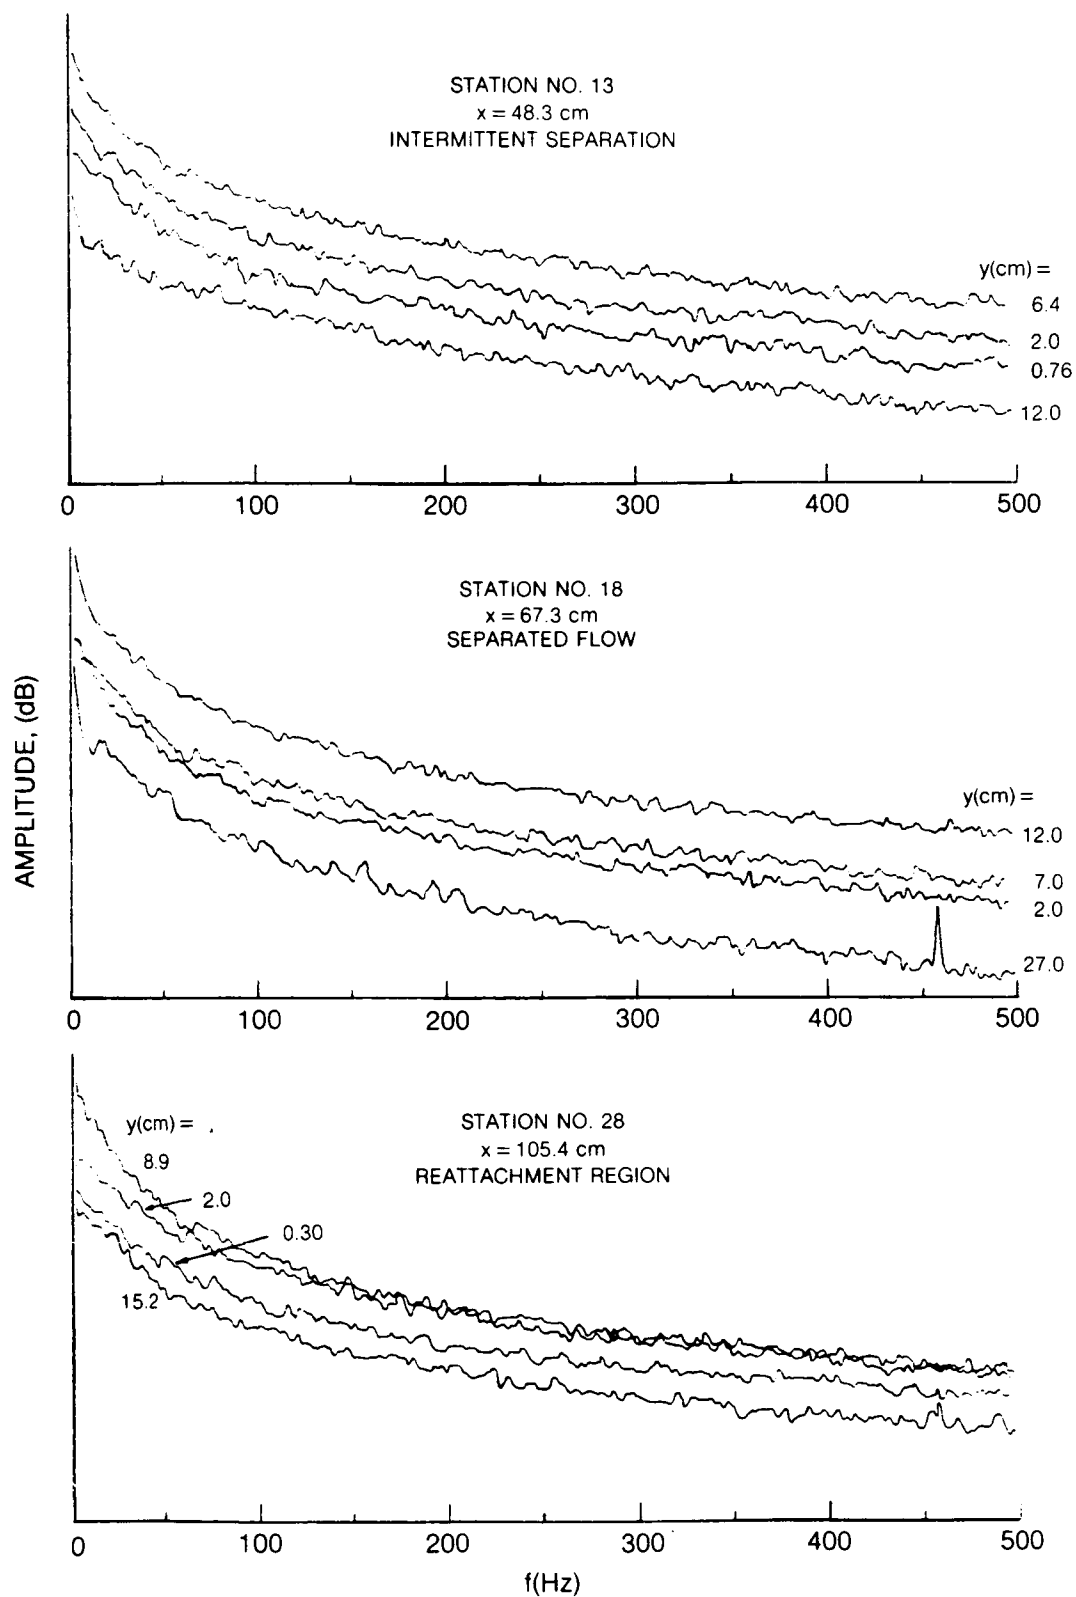 STATION NO. 13
x = 48.3 cm
INTERMITTENT SEPARATION
y(cm) =
6.4
2.0
0.76
12.0
0 100 200 300 400 500
STATION NO. 18
x = 67.3 cm
SEPARATED FLOW
AMPLITUDE, (dB)
y(cm) =
12.0
7.0
2.0
27.0
0 100 200 300 400 500
STATION NO. 28
x = 105.4 cm
REATTACHMENT REGION
y(cm) =
8.9
2.0
0.30
15.2
0 100 200 300 400 500
f(Hz)